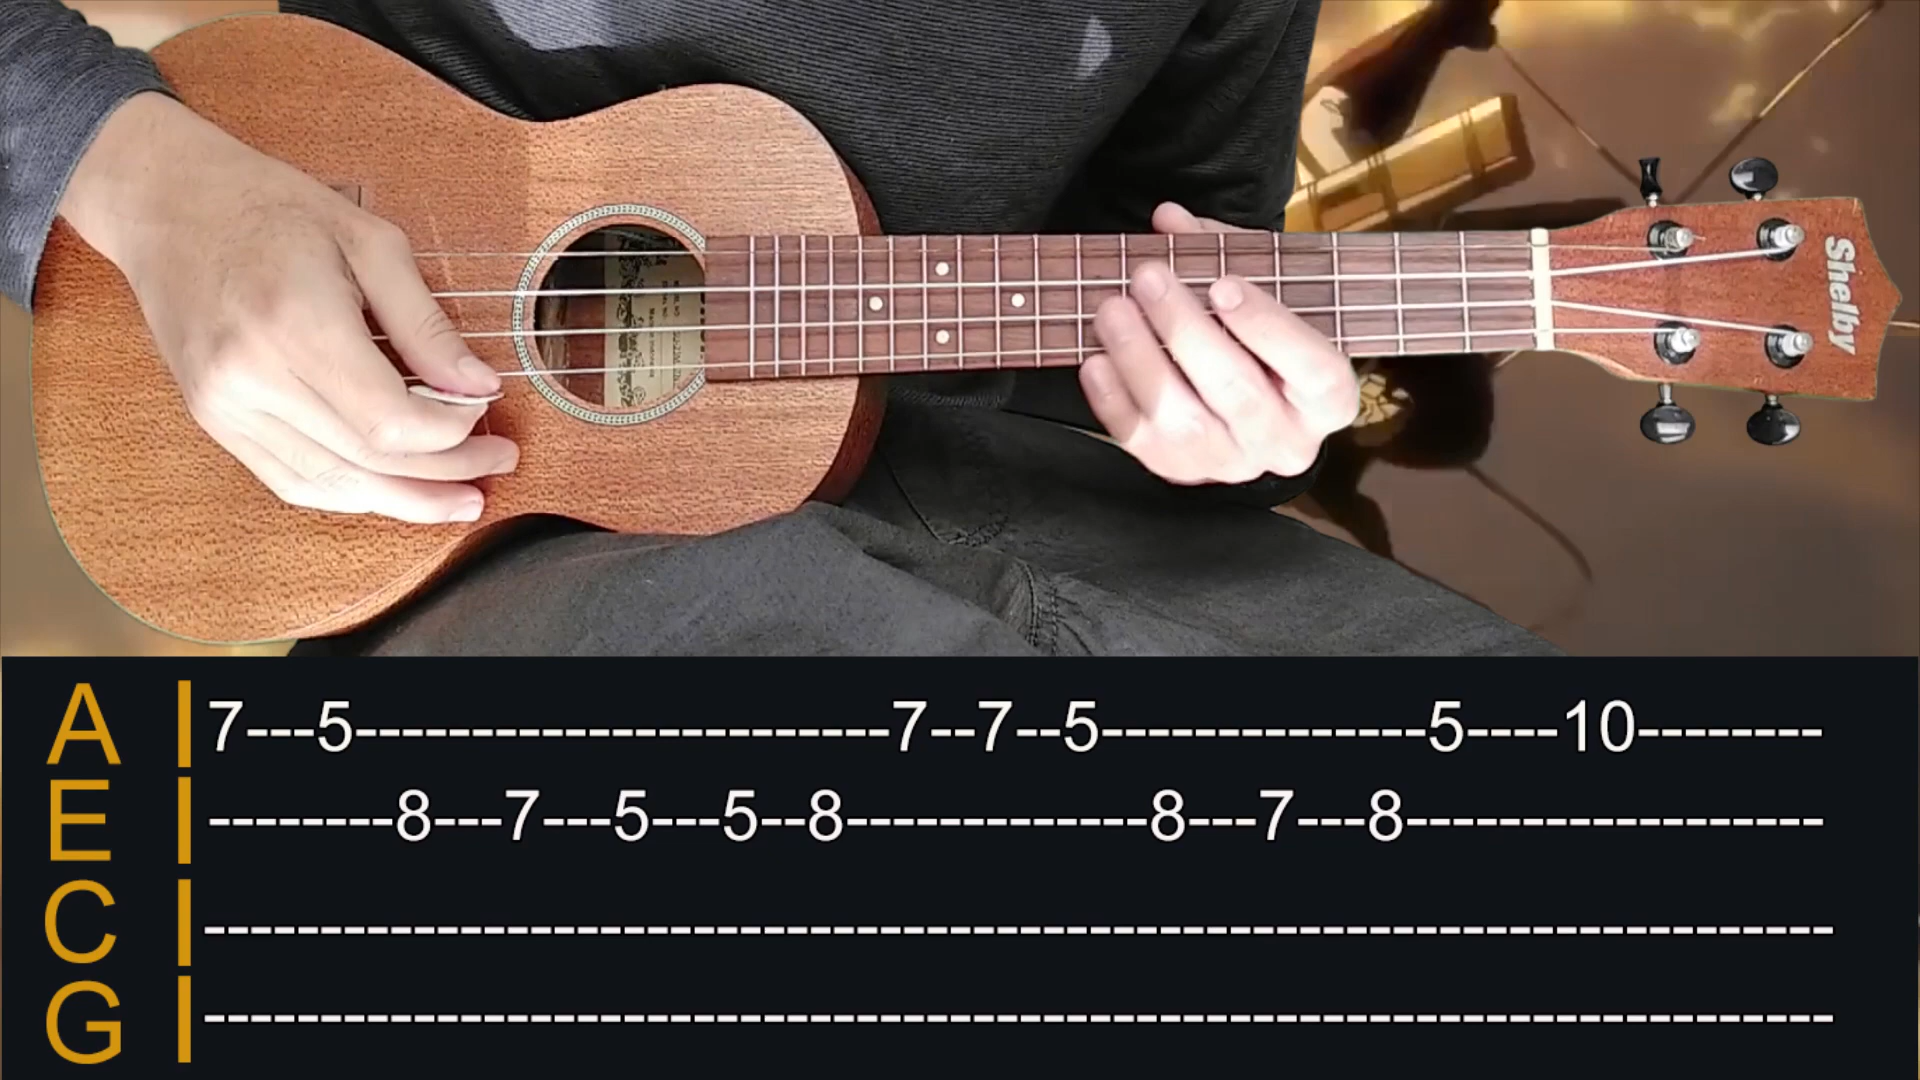 Shelby
A |7---5-----------------------7--7--5--------------5----10--------
E |--------8---7---5---5--8-------------8---7---8------------------
C |----------------------------------------------------------------------
G |----------------------------------------------------------------------